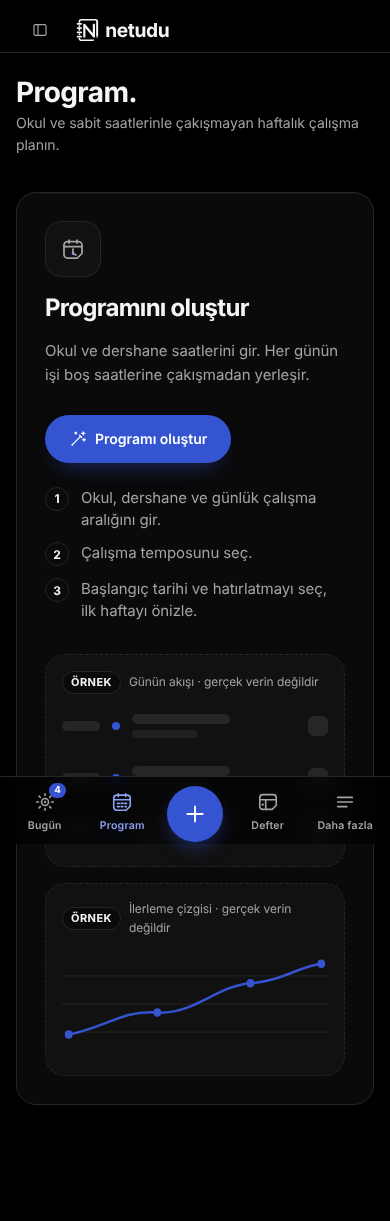 netudu
Program.
Okul ve sabit saatlerinle çakışmayan haftalık çalışma
planın.
Programını oluştur
Okul ve dershane saatlerini gir. Her günün
işi boş saatlerine çakışmadan yerleşir.
Programı oluştur
1 Okul, dershane ve günlük çalışma
aralığını gir.
2 Çalışma temposunu seç.
3 Başlangıç tarihi ve hatırlatmayı seç,
ilk haftayı önizle.
ÖRNEK Günün akışı · gerçek verin değildir
4
Bugün Program Defter Daha fazla
ÖRNEK İlerleme çizgisi · gerçek verin
değildir